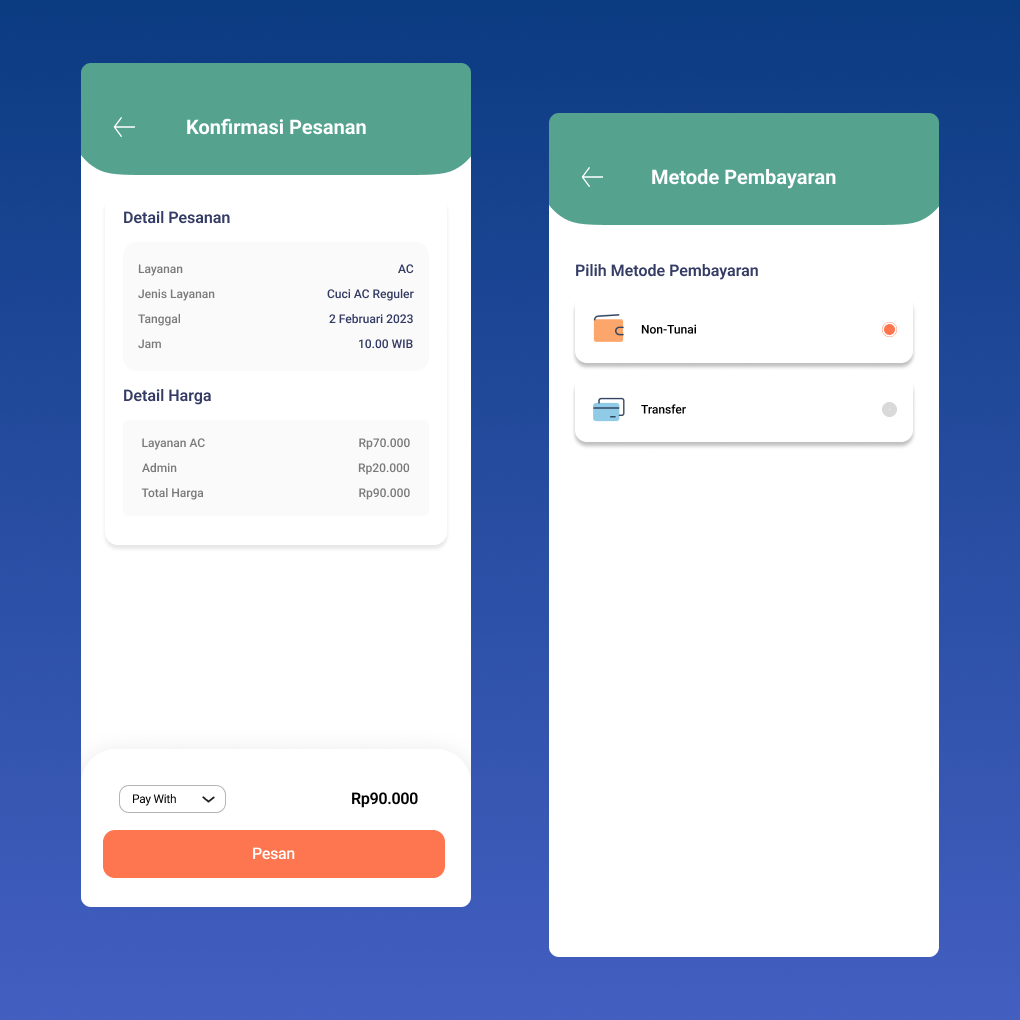 Konfirmasi Pesanan
Detail Pesanan
Layanan AC
Jenis Layanan Cuci AC Reguler
Tanggal 2 Februari 2023
Jam 10.00 WIB
Detail Harga
Layanan AC Rp70.000
Admin Rp20.000
Total Harga Rp90.000
Pay With Rp90.000
Pesan
Metode Pembayaran
Pilih Metode Pembayaran
Non-Tunai
Transfer